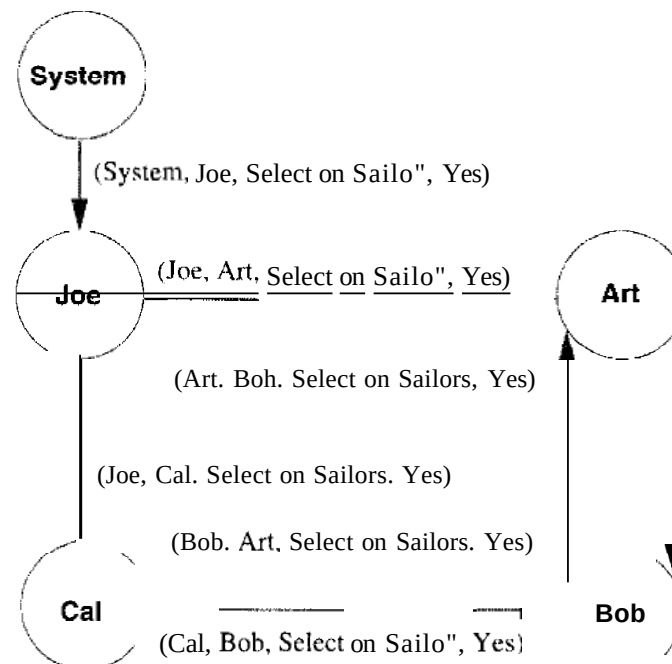 System
(System, Joe, Select on Sailo", Yes)
Joe
(Joe, Art, Select on Sailo", Yes)
Art
(Art. Boh. Select on Sailors, Yes)
(Joe, Cal. Select on Sailors. Yes)
(Bob. Art, Select on Sailors. Yes)
Cal
Bob
(Cal, Bob, Select on Sailo", Yes)